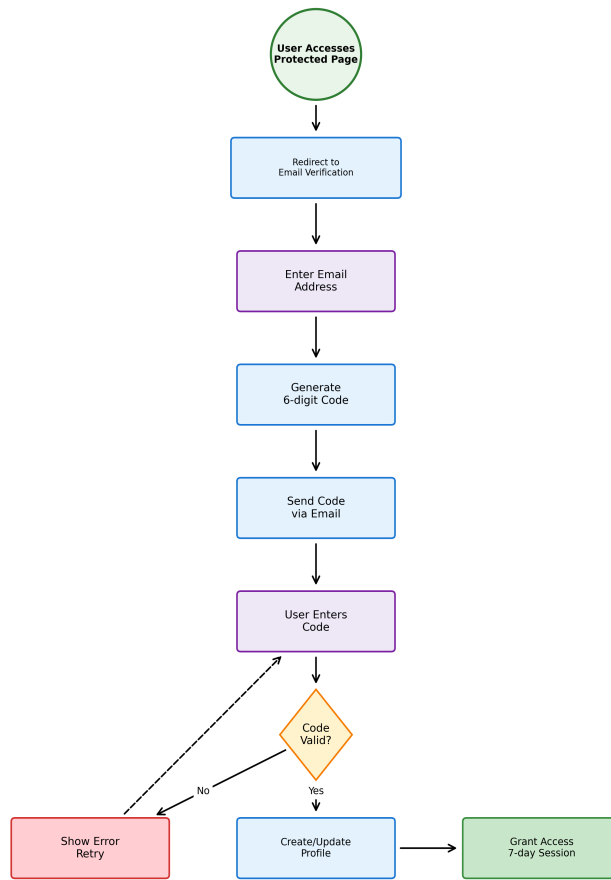 User Accesses
Protected Page
Redirect to
Email Verification
Enter Email
Address
Generate
6-digit Code
Send Code
via Email
User Enters
Code
Code
Valid?
No
Yes
Show Error
Retry
Create/Update
Profile
Grant Access
7-day Session